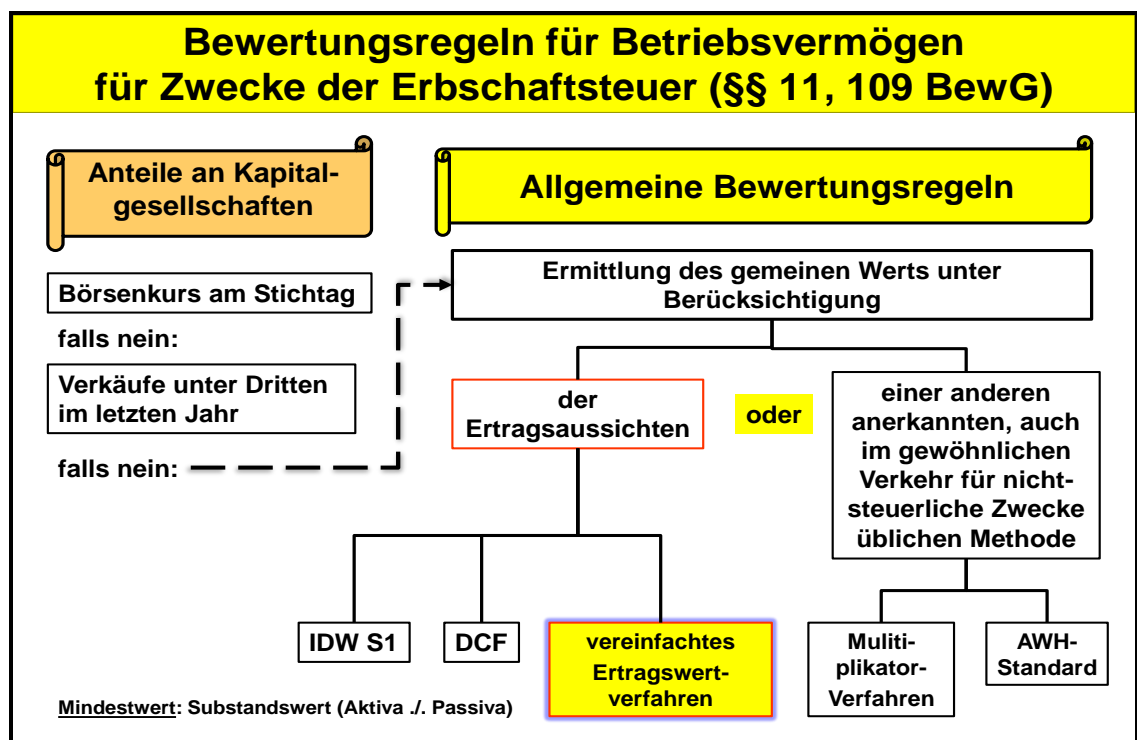 Bewertungsregeln für Betriebsvermögen
für Zwecke der Erbschaftsteuer (§§ 11, 109 BewG)
Anteile an Kapital-
gesellschaften
Allgemeine Bewertungsregeln
Börsenkurs am Stichtag
falls nein:
Verkäufe unter Dritten
im letzten Jahr
falls nein:
Ermittlung des gemeinen Werts unter
Berücksichtigung
der
Ertragsaussichten
oder
einer anderen
anerkannten, auch
im gewöhnlichen
Verkehr für nicht-
steuerliche Zwecke
üblichen Methode
IDW S1
DCF
vereinfachtes
Ertragswert-
verfahren
Muliti-
plikator-
Verfahren
AWH-
Standard
Mindestwert: Substandswert (Aktiva ./. Passiva)